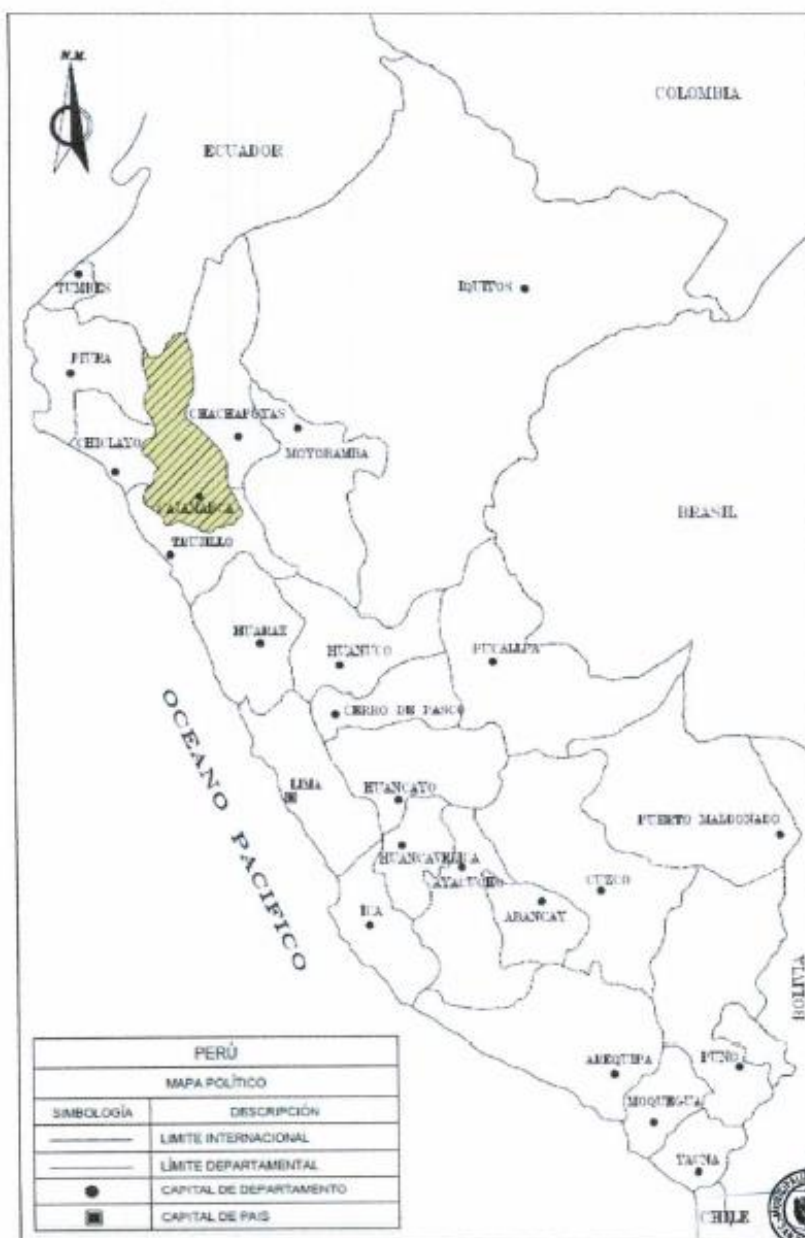 N.M.
COLOMBIA
ECUADOR
TUMBES
IQUITOS
PIURA
CHACHAPOYAS
CHICLAYO
MOYOBAMBA
CAJAMARCA
BRASIL
TRUJILLO
HUARAZ
HUANUCO
PUCALLPA
CERRO DE PASCO
OCEANO PACIFICO
LIMA
HUANCAYO
PUERTO MALDONADO
HUANCAVELICA
AYACUCHO
CUZCO
ABANCAY
ICA
BOLIVIA
AREQUIPA
PUNO
MOQUEGUA
TACNA
CHILE
PERÚ
MAPA POLÍTICO
SIMBOLOGÍA DESCRIPCIÓN
LIMITE INTERNACIONAL
LÍMITE DEPARTAMENTAL
CAPITAL DE DEPARTAMENTO
CAPITAL DE PAIS